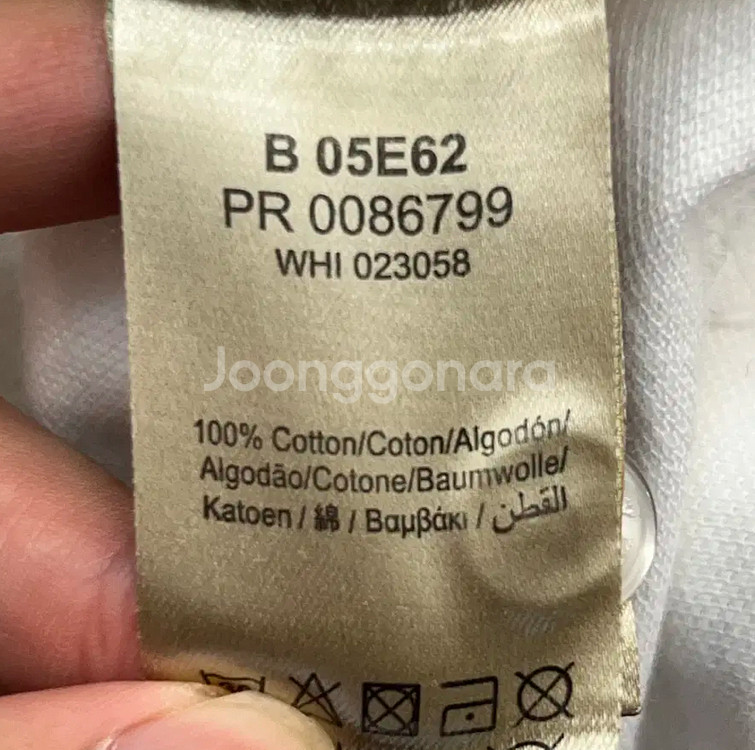 B 05E62
PR 0086799
WHI 023058
Joonggonara
100% Cotton/Coton/Algodón/
Algodão/Cotone/Baumwolle/
Katoen / 綿 / Βαμβάκι / القطن